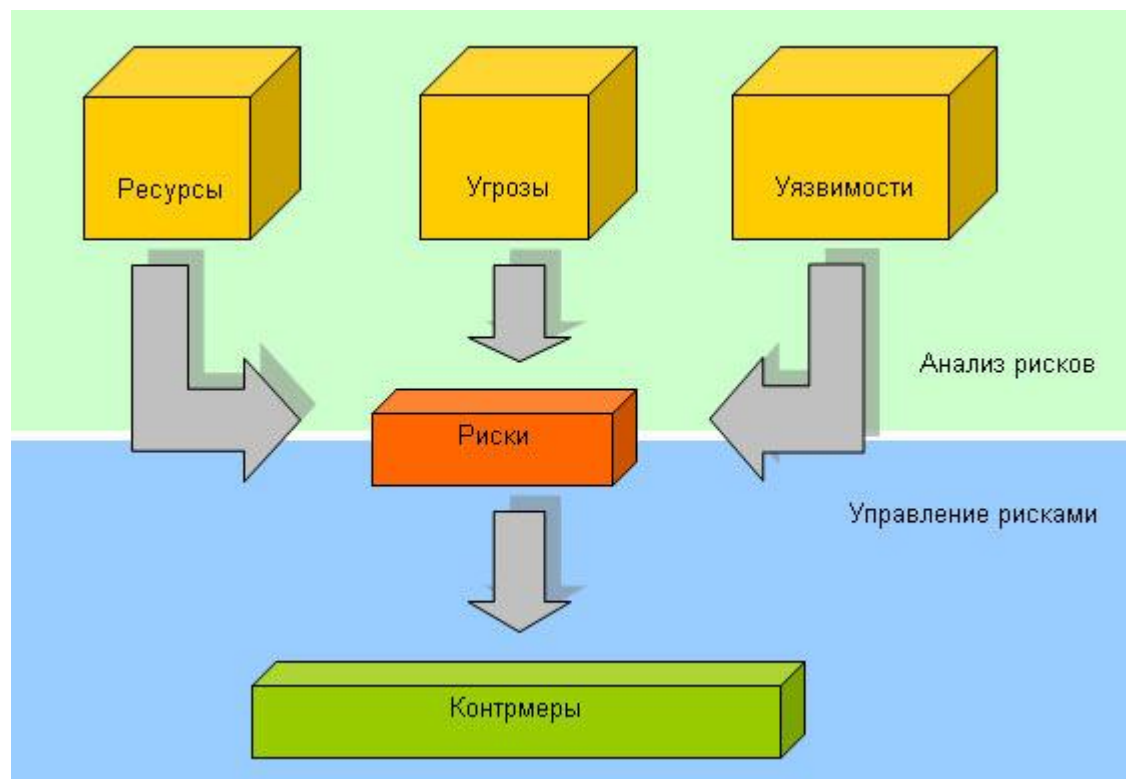 Ресурсы
Угрозы
Уязвимости
Анализ рисков
Риски
Управление рисками
Контрмеры